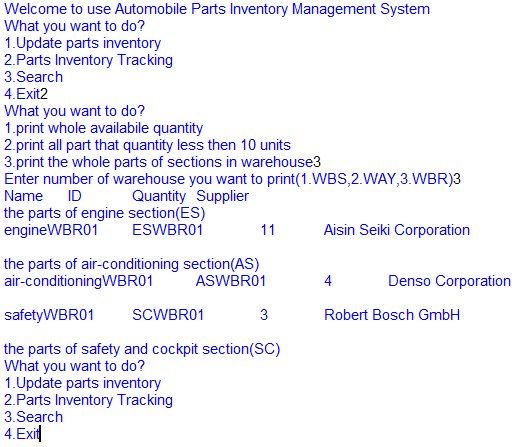 Welcome to use Automobile Parts Inventory Management System
What you want to do?
1.Update parts inventory
2.Parts Inventory Tracking
3.Search
4.Exit2
What you want to do?
1.print whole availabile quantity
2.print all part that quantity less then 10 units
3.print the whole parts of sections in warehouse3
Enter number of warehouse you want to print(1.WBS,2.WAY,3.WBR)3
Name ID Quantity Supplier
the parts of engine section(ES)
engineWBR01 ESWBR01 11 Aisin Seiki Corporation
the parts of air-conditioning section(AS)
air-conditioningWBR01 ASWBR01 4 Denso Corporation
safetyWBR01 SCWBR01 3 Robert Bosch GmbH
the parts of safety and cockpit section(SC)
What you want to do?
1.Update parts inventory
2.Parts Inventory Tracking
3.Search
4.Exit